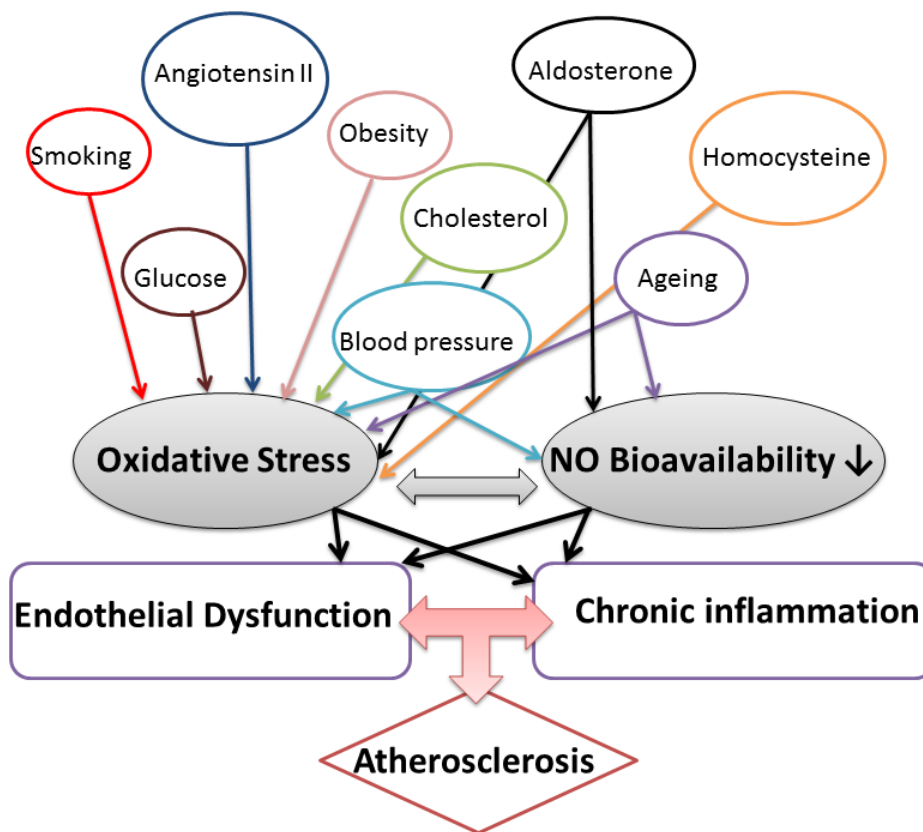 Angiotensin II
Aldosterone
Smoking
Obesity
Homocysteine
Cholesterol
Glucose
Ageing
Blood pressure
Oxidative Stress
NO Bioavailability ↓
Endothelial Dysfunction
Chronic inflammation
Atherosclerosis